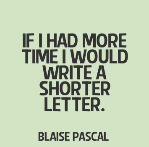 IF I HAD MORE
TIME I WOULD
WRITE A
SHORTER
LETTER.
BLAISE PASCAL